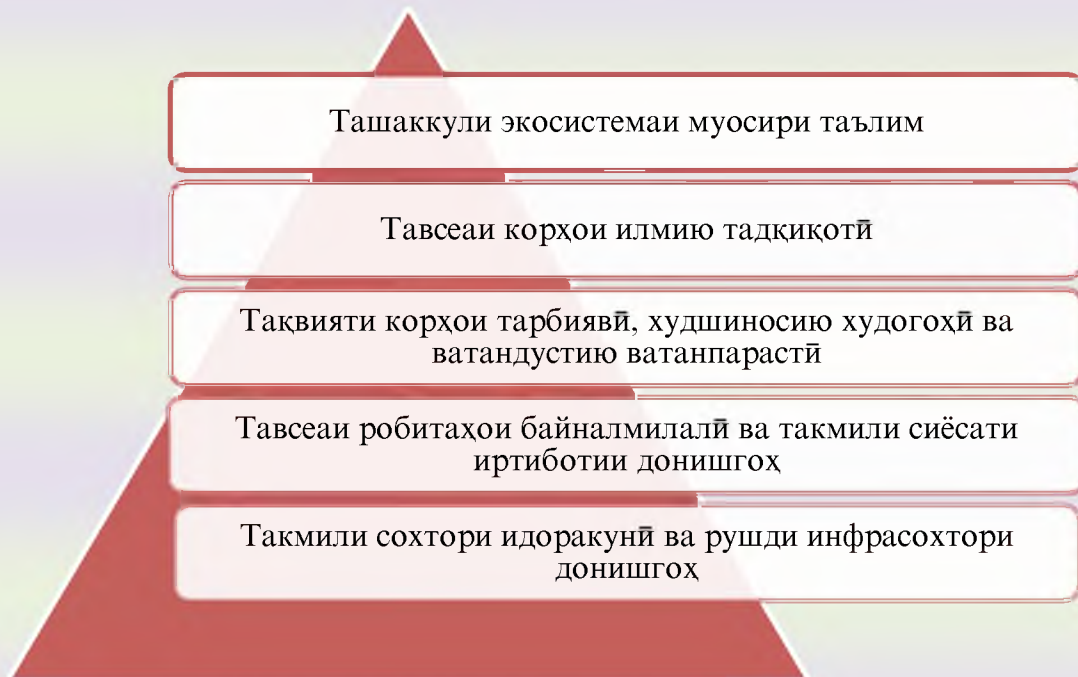 Ташаккули экосистемаи муосири таълим
Тавсеаи корҳои илмию тадқиқотӣ
Тақвияти корҳои тарбиявӣ, худшиносию худогоҳӣ ва
ватандустию ватанпарастӣ
Тавсеаи робитаҳои байналмилалӣ ва такмили сиёсати
иртиботии донишгоҳ
Такмили сохтори идоракунӣ ва рушди инфрасохтори
донишгоҳ